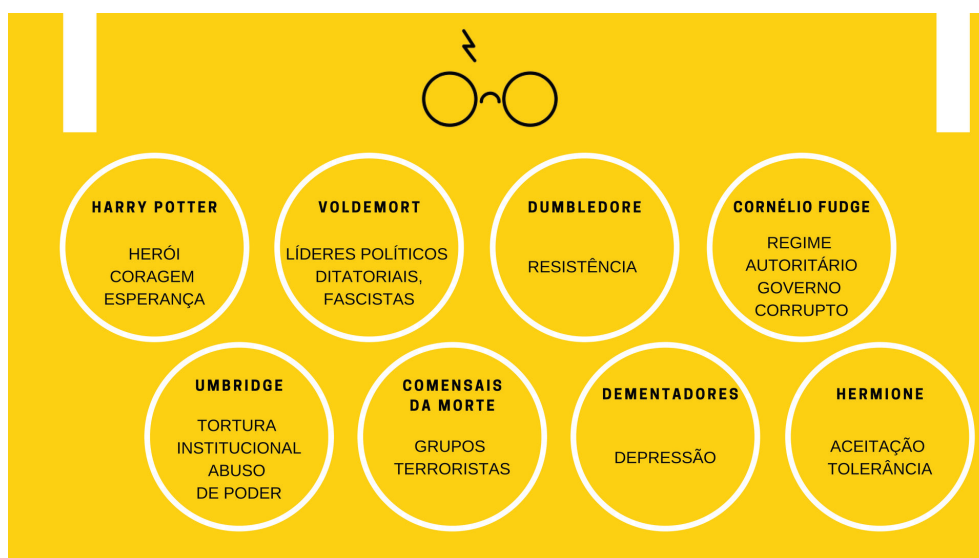 HARRY POTTER
HERÓI
CORAGEM
ESPERANÇA
VOLDEMORT
LÍDERES POLÍTICOS
DITATORIAIS,
FASCISTAS
DUMBLEDORE
RESISTÊNCIA
CORNÉLIO FUDGE
REGIME
AUTORITÁRIO
GOVERNO
CORRUPTO
UMBRIDGE
TORTURA
INSTITUCIONAL
ABUSO
DE PODER
COMENSAIS
DA MORTE
GRUPOS
TERRORISTAS
DEMENTADORES
DEPRESSÃO
HERMIONE
ACEITAÇÃO
TOLERÂNCIA